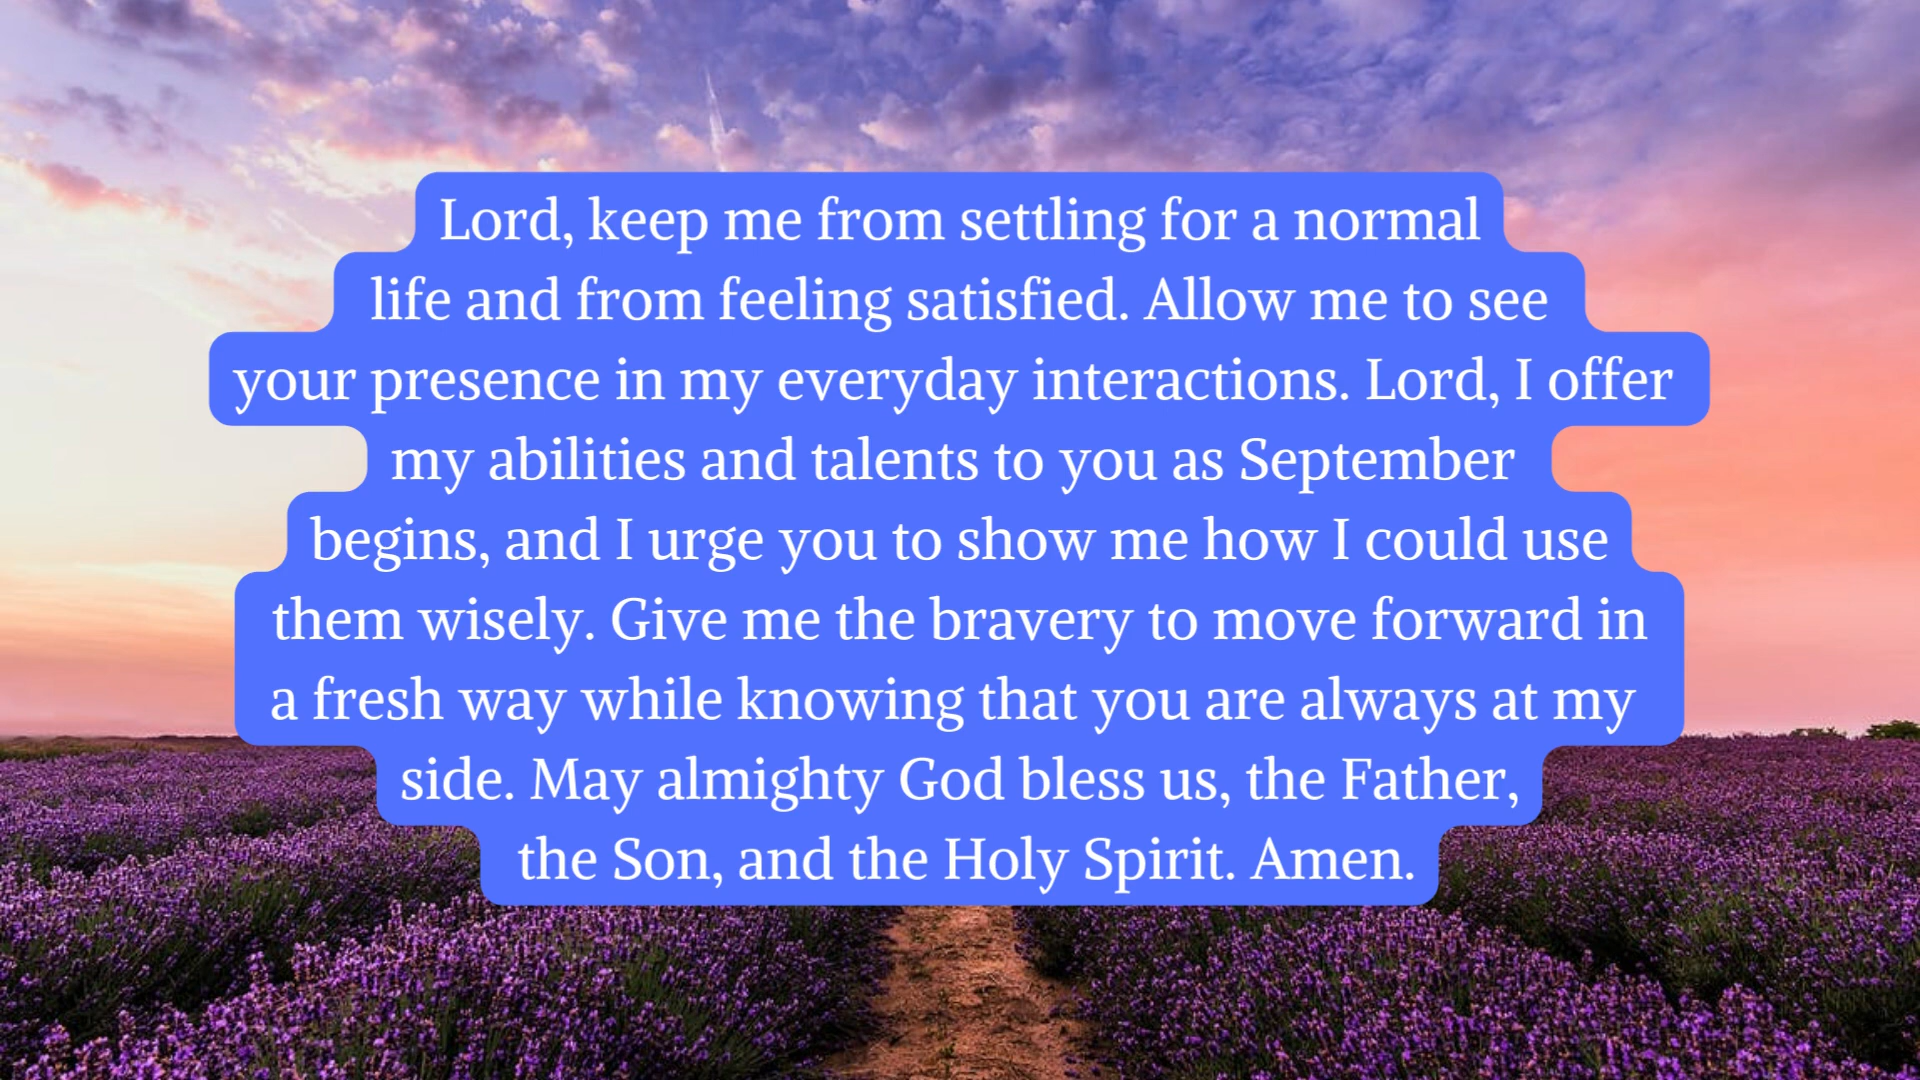 Lord, keep me from settling for a normal
life and from feeling satisfied. Allow me to see
your presence in my everyday interactions. Lord, I offer
my abilities and talents to you as September
begins, and I urge you to show me how I could use
them wisely. Give me the bravery to move forward in
a fresh way while knowing that you are always at my
side. May almighty God bless us, the Father,
the Son, and the Holy Spirit. Amen.